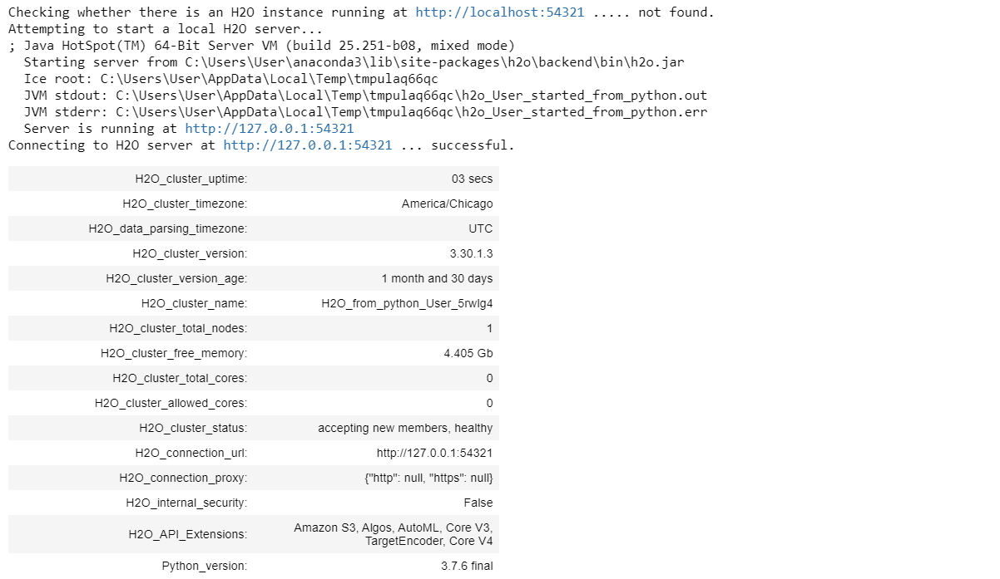 Checking whether there is an H2O instance running at http://localhost:54321 ..... not found.
Attempting to start a local H2O server...
; Java HotSpot(TM) 64-Bit Server VM (build 25.251-b08, mixed mode)
Starting server from C:\Users\User\anaconda3\lib\site-packages\h2o\backend\bin\h2o.jar
Ice root: C:\Users\User\AppData\Local\Temp\tmpulaq66qc
JVM stdout: C:\Users\User\AppData\Local\Temp\tmpulaq66qc\h2o_User_started_from_python.out
JVM stderr: C:\Users\User\AppData\Local\Temp\tmpulaq66qc\h2o_User_started_from_python.err
Server is running at http://127.0.0.1:54321
Connecting to H2O server at http://127.0.0.1:54321 ... successful.
H2O_cluster_uptime: 03 secs
H2O_cluster_timezone: America/Chicago
H2O_data_parsing_timezone: UTC
H2O_cluster_version: 3.30.1.3
H2O_cluster_version_age: 1 month and 30 days
H2O_cluster_name: H2O_from_python_User_5rwlg4
H2O_cluster_total_nodes: 1
H2O_cluster_free_memory: 4.405 Gb
H2O_cluster_total_cores: 0
H2O_cluster_allowed_cores: 0
H2O_cluster_status: accepting new members, healthy
H2O_connection_url: http://127.0.0.1:54321
H2O_connection_proxy: {"http": null, "https": null}
H2O_internal_security: False
H2O_API_Extensions: Amazon S3, Algos, AutoML, Core V3,
TargetEncoder, Core V4
Python_version: 3.7.6 final